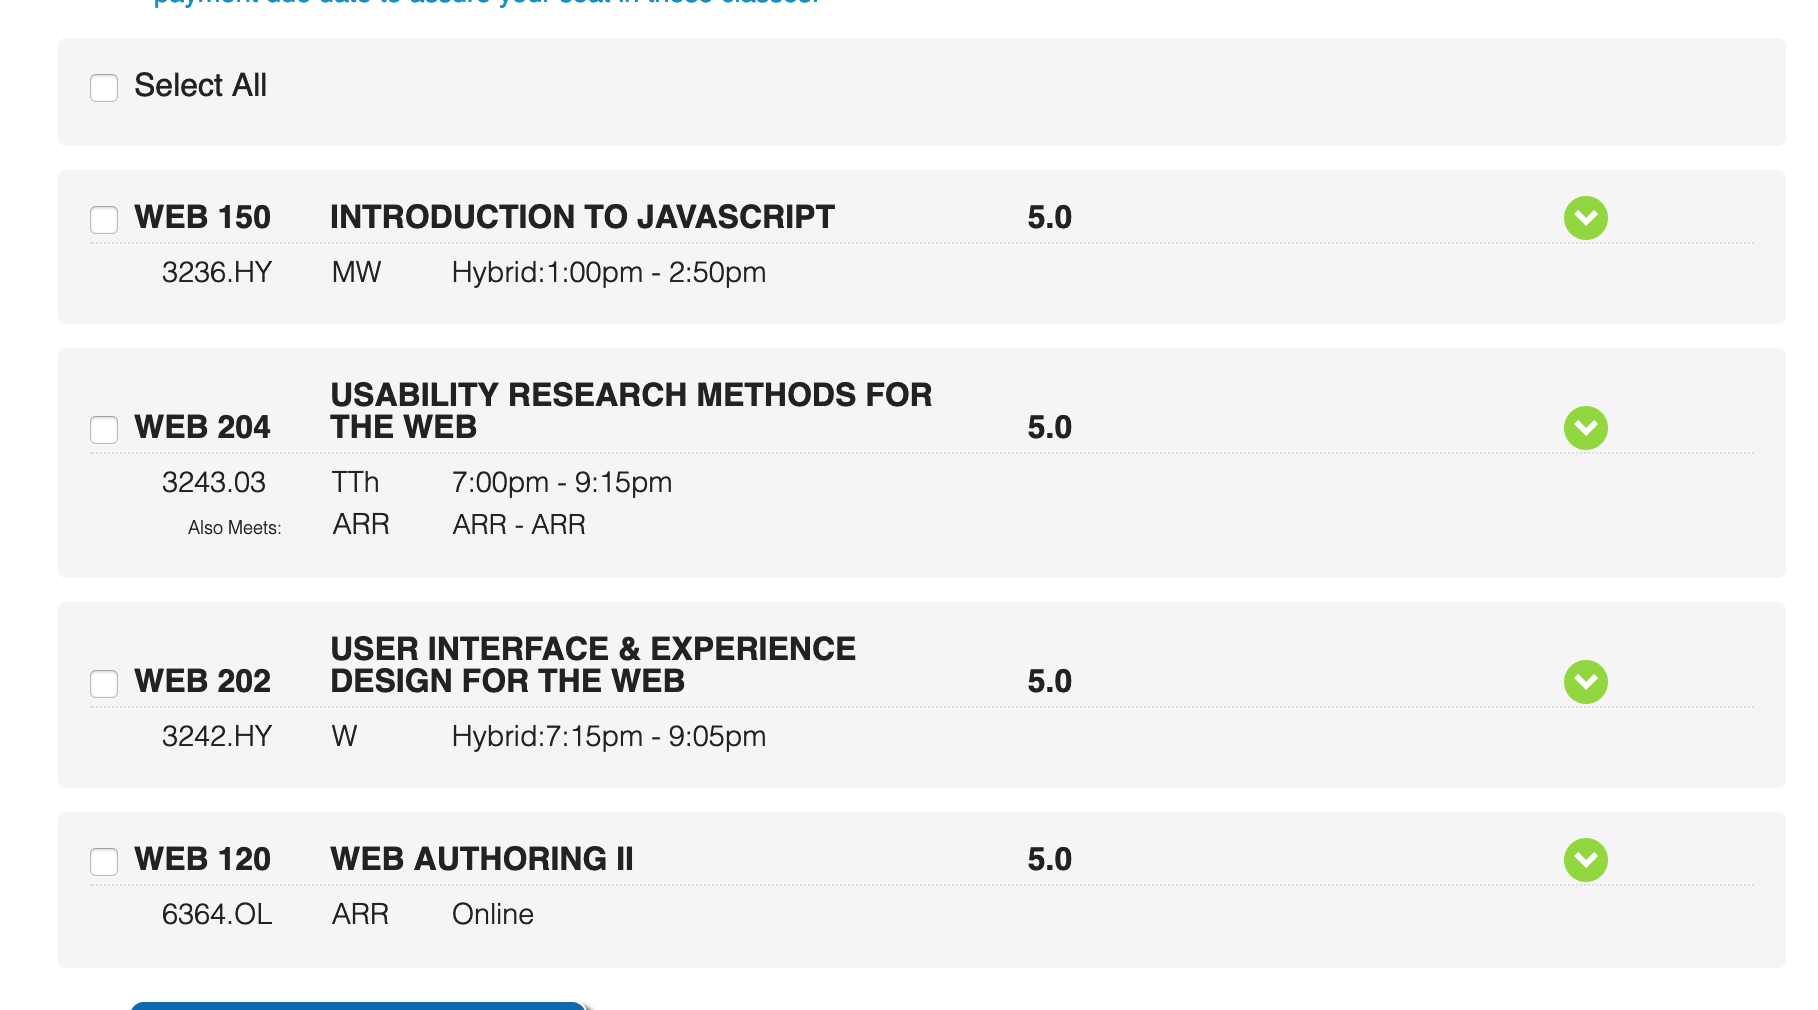 payment due date to assure your seat in these classes.
Select All
WEB 150 INTRODUCTION TO JAVASCRIPT 5.0
3236.HY MW Hybrid:1:00pm - 2:50pm
USABILITY RESEARCH METHODS FOR
WEB 204 THE WEB 5.0
3243.03 TTh 7:00pm - 9:15pm
Also Meets: ARR ARR - ARR
USER INTERFACE & EXPERIENCE
WEB 202 DESIGN FOR THE WEB 5.0
3242.HY W Hybrid:7:15pm - 9:05pm
WEB 120 WEB AUTHORING II 5.0
6364.OL ARR Online